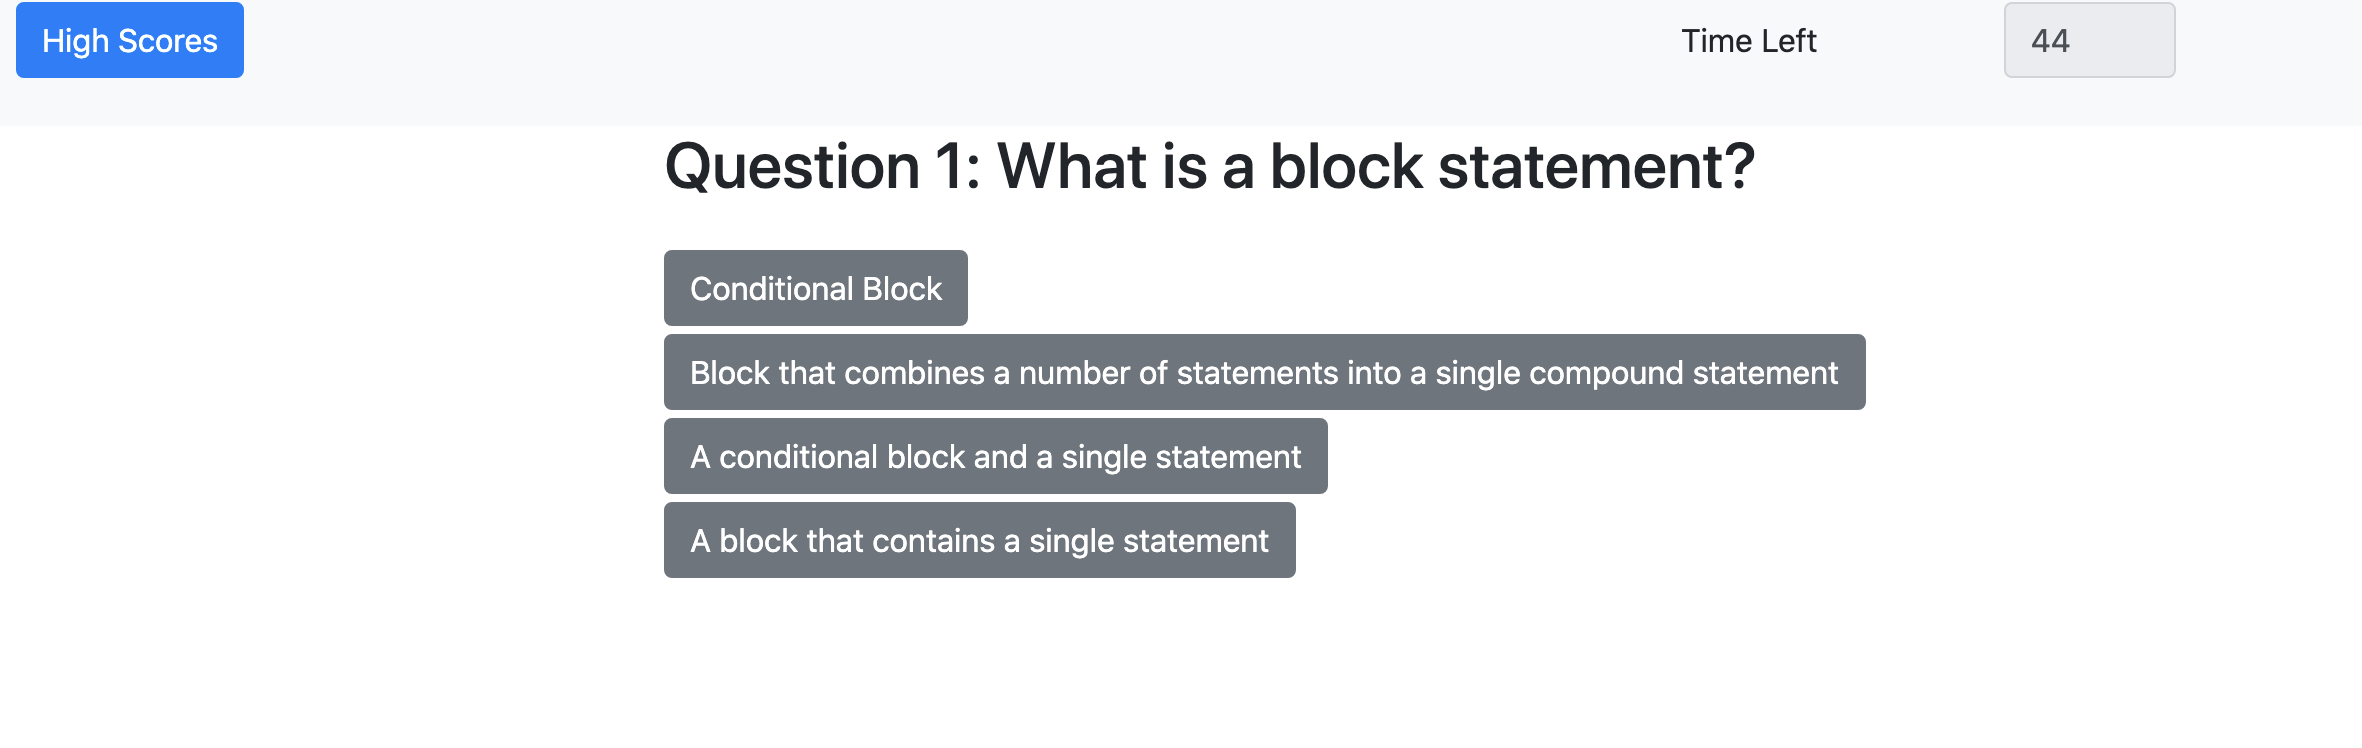 High Scores Time Left 44
Question 1: What is a block statement?
Conditional Block
Block that combines a number of statements into a single compound statement
A conditional block and a single statement
A block that contains a single statement